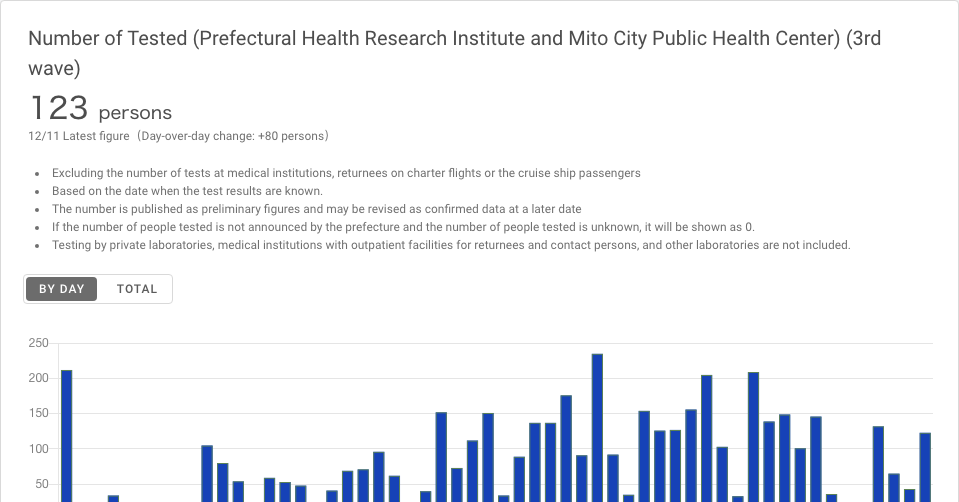 Number of Tested (Prefectural Health Research Institute and Mito City Public Health Center) (3rd
wave)
123 persons
12/11 Latest figure（Day-over-day change: +80 persons）
Excluding the number of tests at medical institutions, returnees on charter flights or the cruise ship passengers
Based on the date when the test results are known.
The number is published as preliminary figures and may be revised as confirmed data at a later date
If the number of people tested is not announced by the prefecture and the number of people tested is unknown, it will be shown as 0.
Testing by private laboratories, medical institutions with outpatient facilities for returnees and contact persons, and other laboratories are not included.
BY DAY TOTAL
250
200
150
100
50